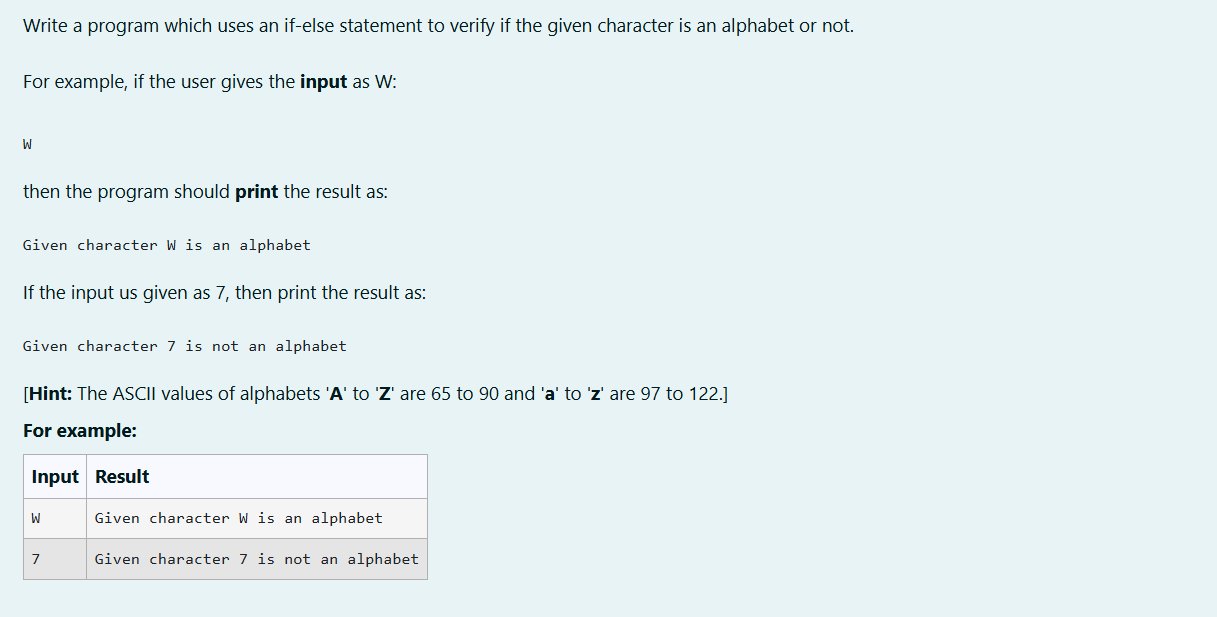 Write a program which uses an if-else statement to verify if the given character is an alphabet or not.
For example, if the user gives the input as W:
W
then the program should print the result as:
Given character W is an alphabet
If the input us given as 7, then print the result as:
Given character 7 is not an alphabet
[Hint: The ASCII values of alphabets 'A' to 'Z' are 65 to 90 and 'a' to 'z' are 97 to 122.]
For example:
Input Result
W Given character W is an alphabet
7 Given character 7 is not an alphabet